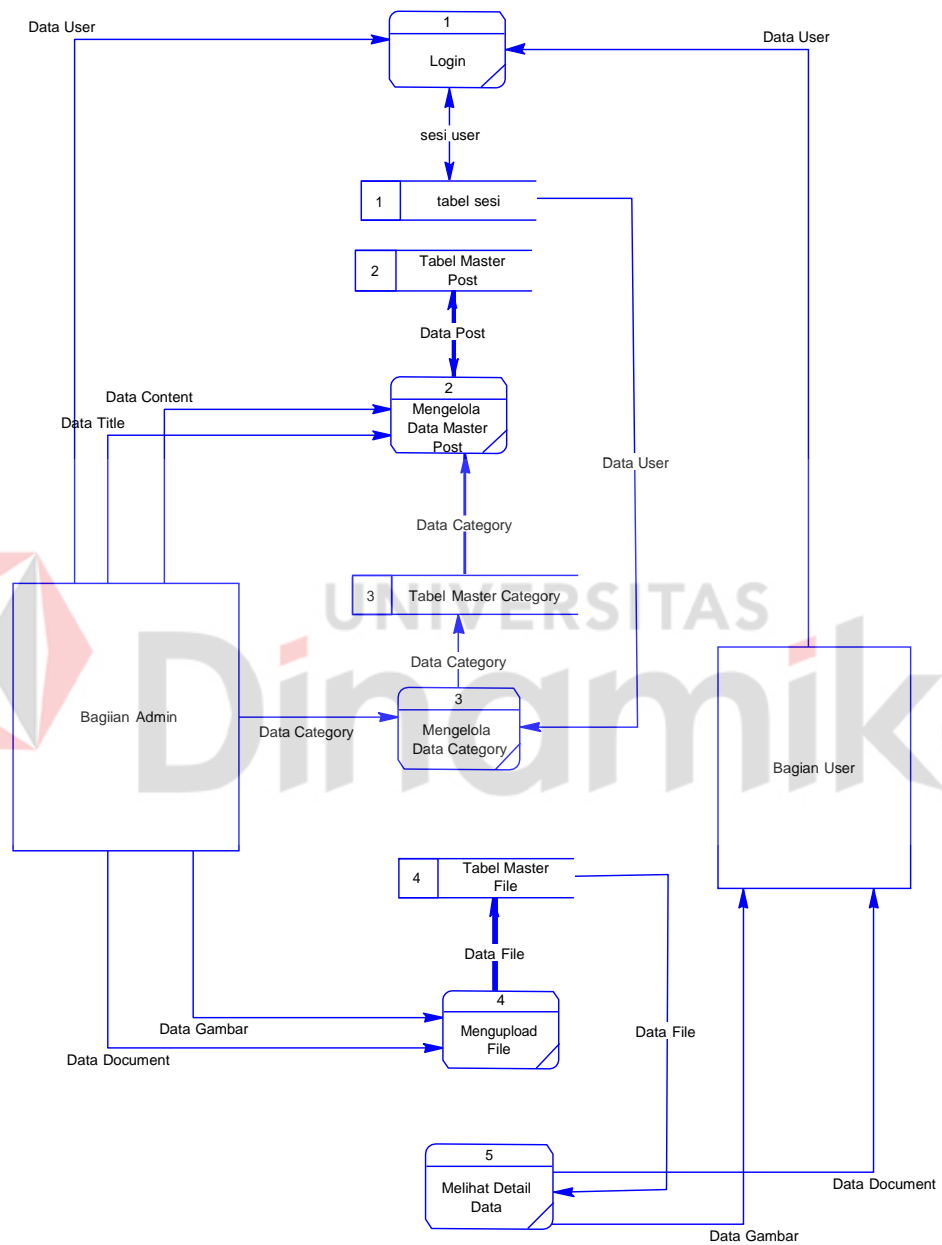 1
Data User
Data User
Login
sesi user
1
tabel sesi
2
Tabel Master
Post
Data Post
2
Data Content
Mengelola
Data Title
Data Master
Post
Data User
Data Category
3
Tabel Master Category
UNIVERSITAS
Dinamik
Data Category
3
Bagiian Admin
Data Category
Mengelola
Data Category
Bagian User
4
Tabel Master
File
Data File
4
Data Gambar
Mengupload
File
Data File
Data Document
5
Melihat Detail
Data
Data Document
Data Gambar